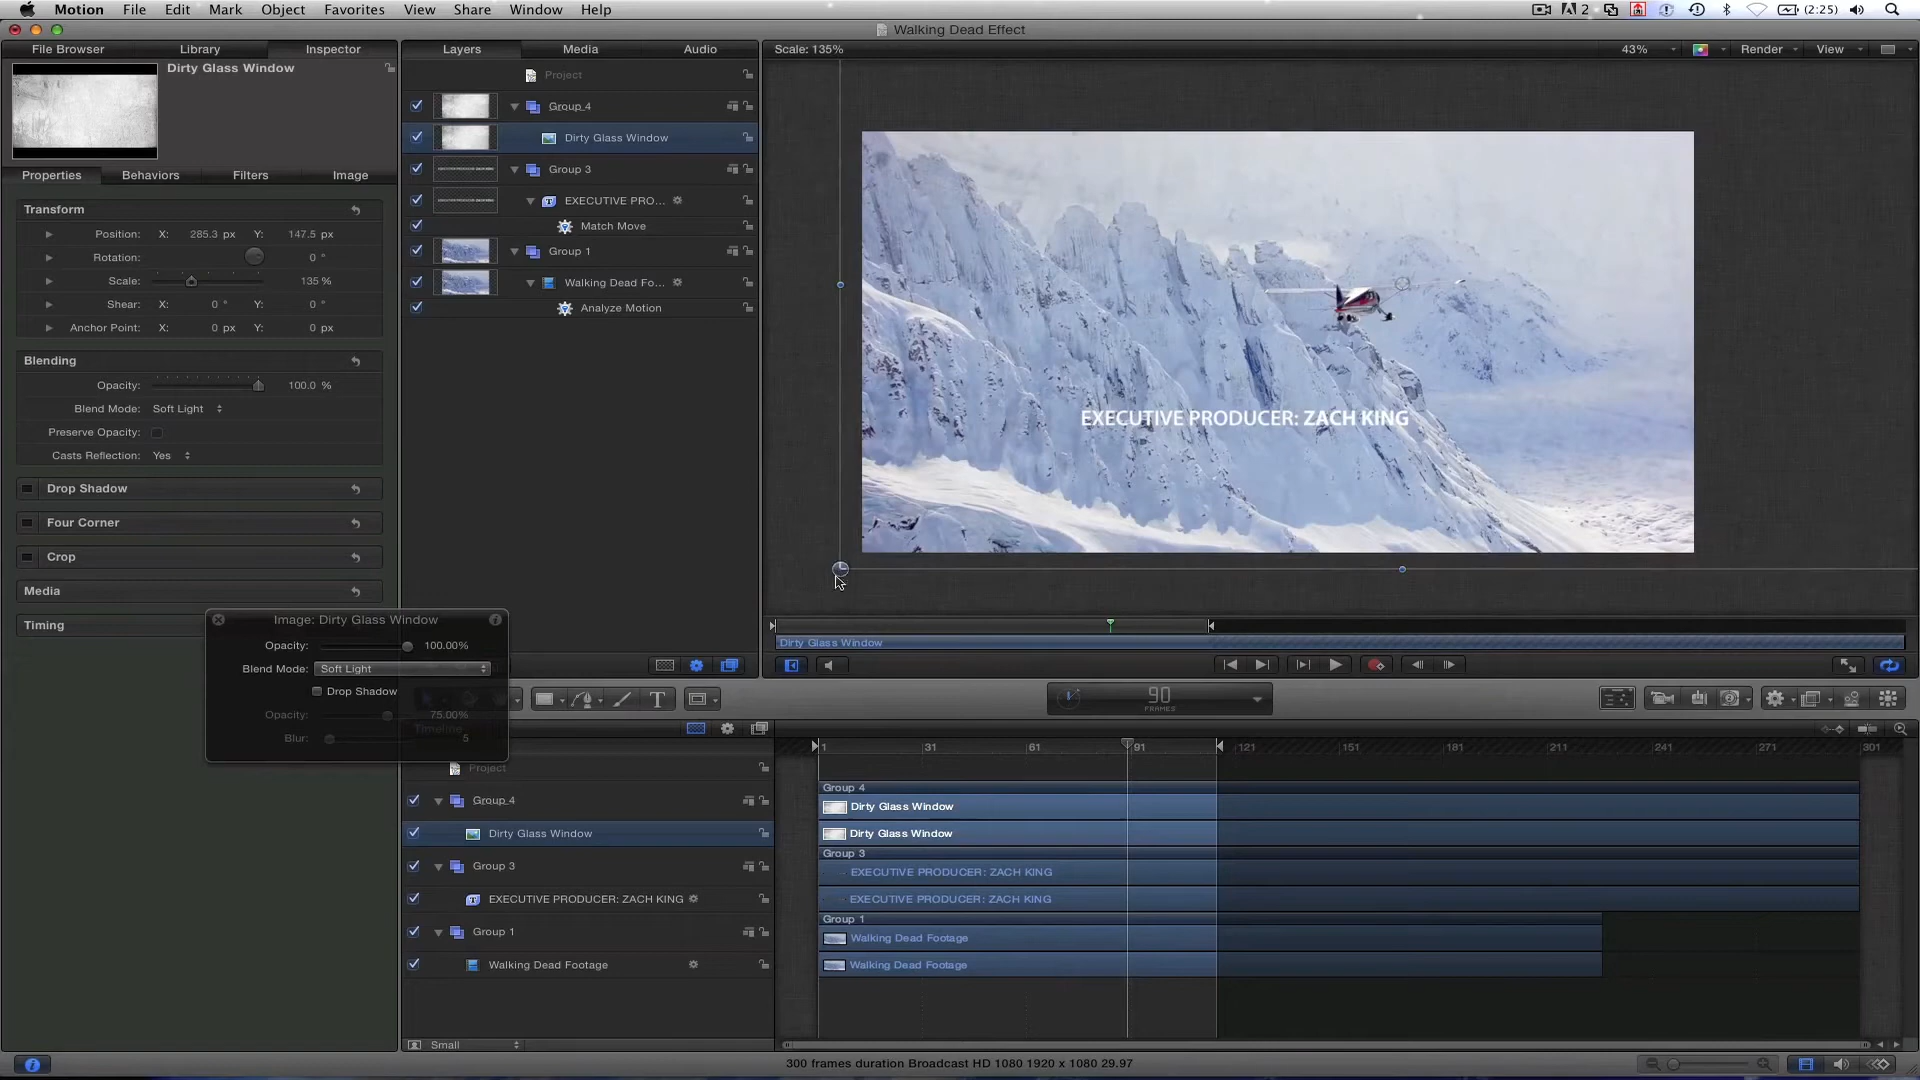 Motion File Edit Mark Object Favorites View Share Window Help 2 (2:25)
Walking Dead Effect
File Browser Library Inspector
Layers Media Audio
Scale: 135% 43% Render View
Dirty Glass Window
Properties Behaviors Filters Image
Transform
Position: X: 285.3 px Y: 147.5 px
Rotation: 0 °
Scale: 135 %
Shear: X: 0 ° Y: 0 °
Anchor Point: X: 0 px Y: 0 px
Blending
Opacity: 100.0 %
Blend Mode: Soft Light
Preserve Opacity:
Casts Reflection: Yes
Drop Shadow
Four Corner
Crop
Media
Timing
Project
Group 4
Dirty Glass Window
Group 3
EXECUTIVE PRO...
Match Move
Group 1
Walking Dead Fo...
Analyze Motion
EXECUTIVE PRODUCER: ZACH KING
Dirty Glass Window
Image: Dirty Glass Window
Opacity: 100.00%
Blend Mode: Soft Light
Drop Shadow
Opacity: 75.00%
Blur: 5
T
90
FRAMES
Timeline
1 31 61 91 121 151 181 211 241 271 301
Project
Group 4
Dirty Glass Window
Group 3
EXECUTIVE PRODUCER: ZACH KING
Group 1
Walking Dead Footage
Group 4
Dirty Glass Window
Dirty Glass Window
Group 3
EXECUTIVE PRODUCER: ZACH KING
EXECUTIVE PRODUCER: ZACH KING
Group 1
Walking Dead Footage
Walking Dead Footage
Small
300 frames duration Broadcast HD 1080 1920 x 1080 29.97